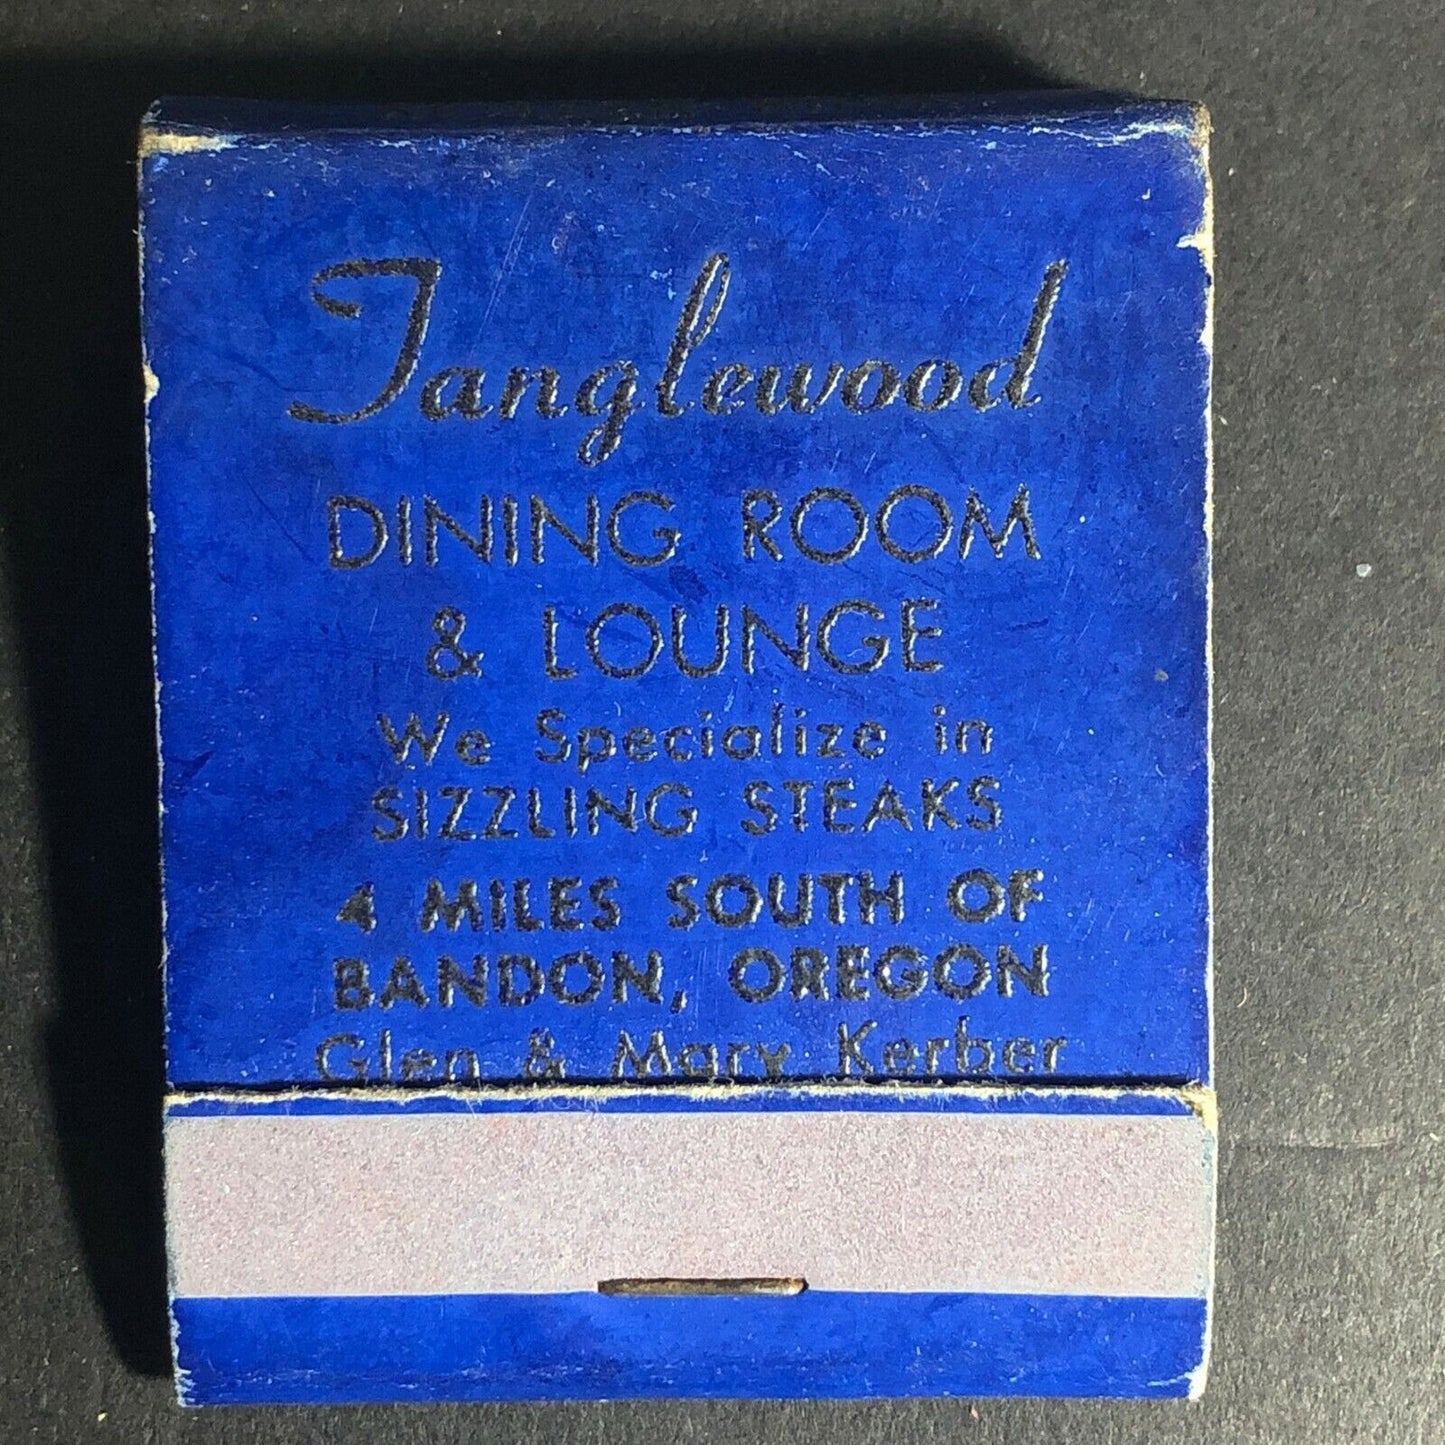 Tanglewood
DINING ROOM
& LOUNGE
We Specialize in
SIZZLING STEAKS
4 MILES SOUTH OF
BANDON, OREGON
Glen & Mary Kerber